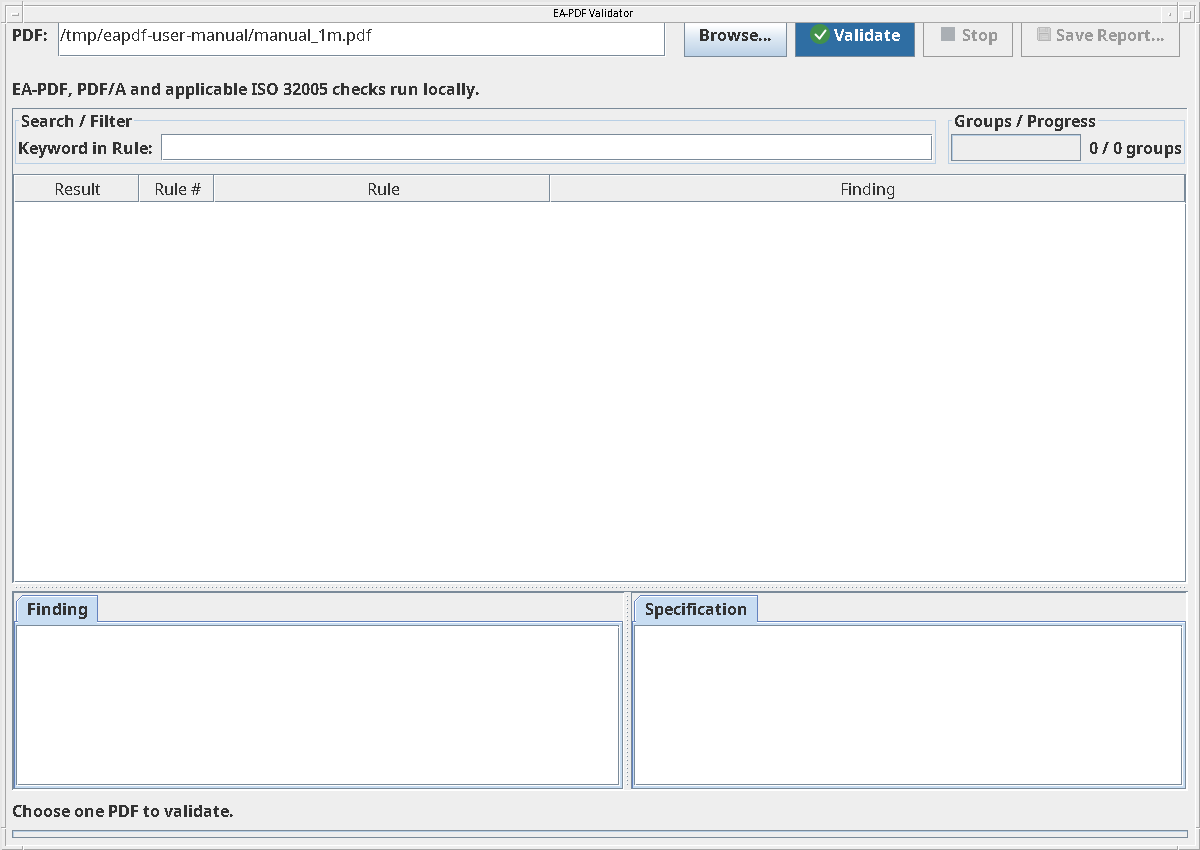 EA-PDF Validator
PDF: /tmp/eapdf-user-manual/manual_1m.pdf Browse... Validate Stop Save Report...
EA-PDF, PDF/A and applicable ISO 32005 checks run locally.
Search / Filter Groups / Progress
Keyword in Rule: 0 / 0 groups
Result Rule # Rule Finding
Finding Specification
Choose one PDF to validate.